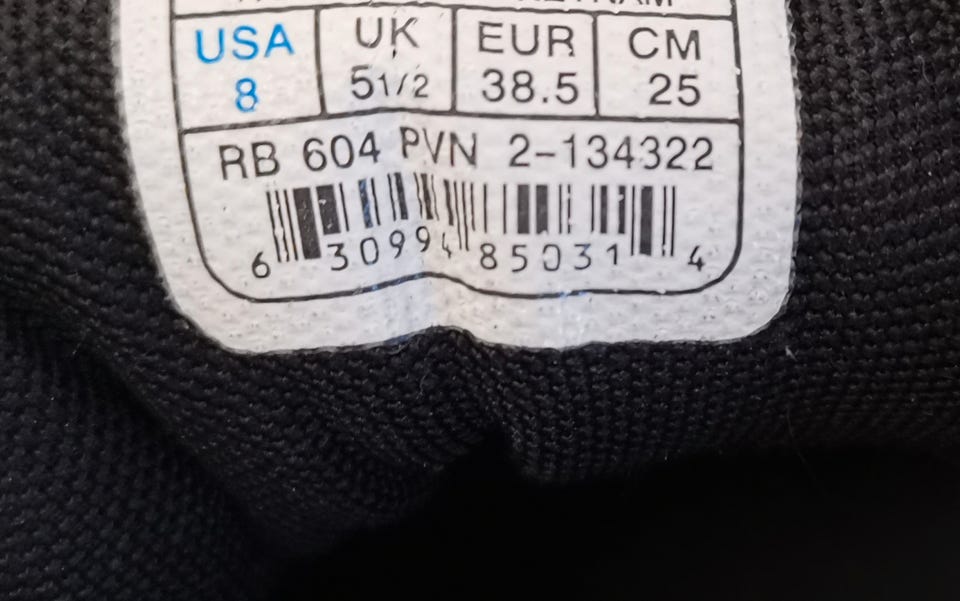 USA UK EUR CM
8 5 1/2 38.5 25
RB 604 PVN 2-134322
6 30994 85031 4